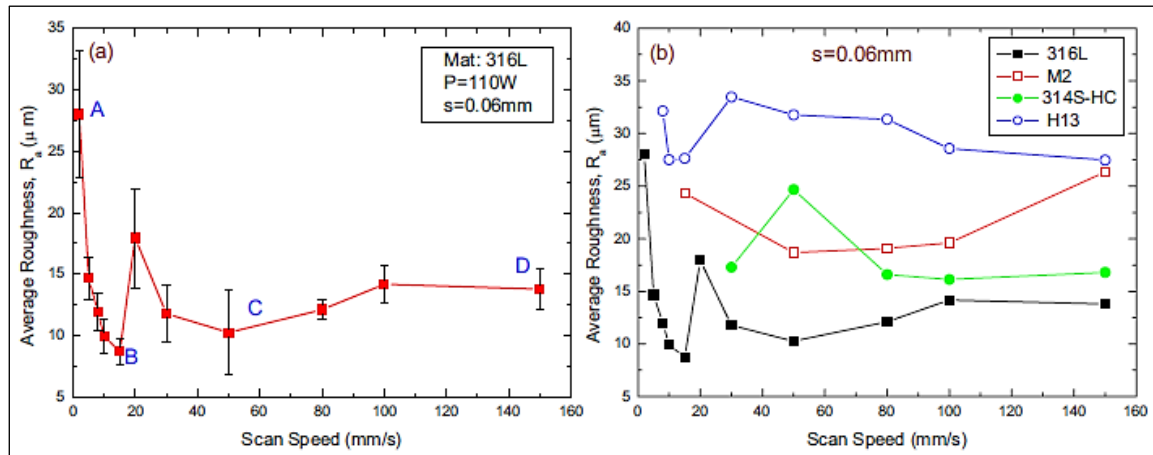 (a)
Mat: 316L
P=110W
s=0.06mm
A
B
C
D
35
30
25
20
15
10
5
0 20 40 60 80 100 120 140 160
Average Roughness, Ra (μ m)
Scan Speed (mm/s)
(b)
s=0.06mm
316L
M2
314S-HC
H13
40
35
30
25
20
15
10
5
0 20 40 60 80 100 120 140 160
Average Roughness, Ra (μm)
Scan Speed (mm/s)